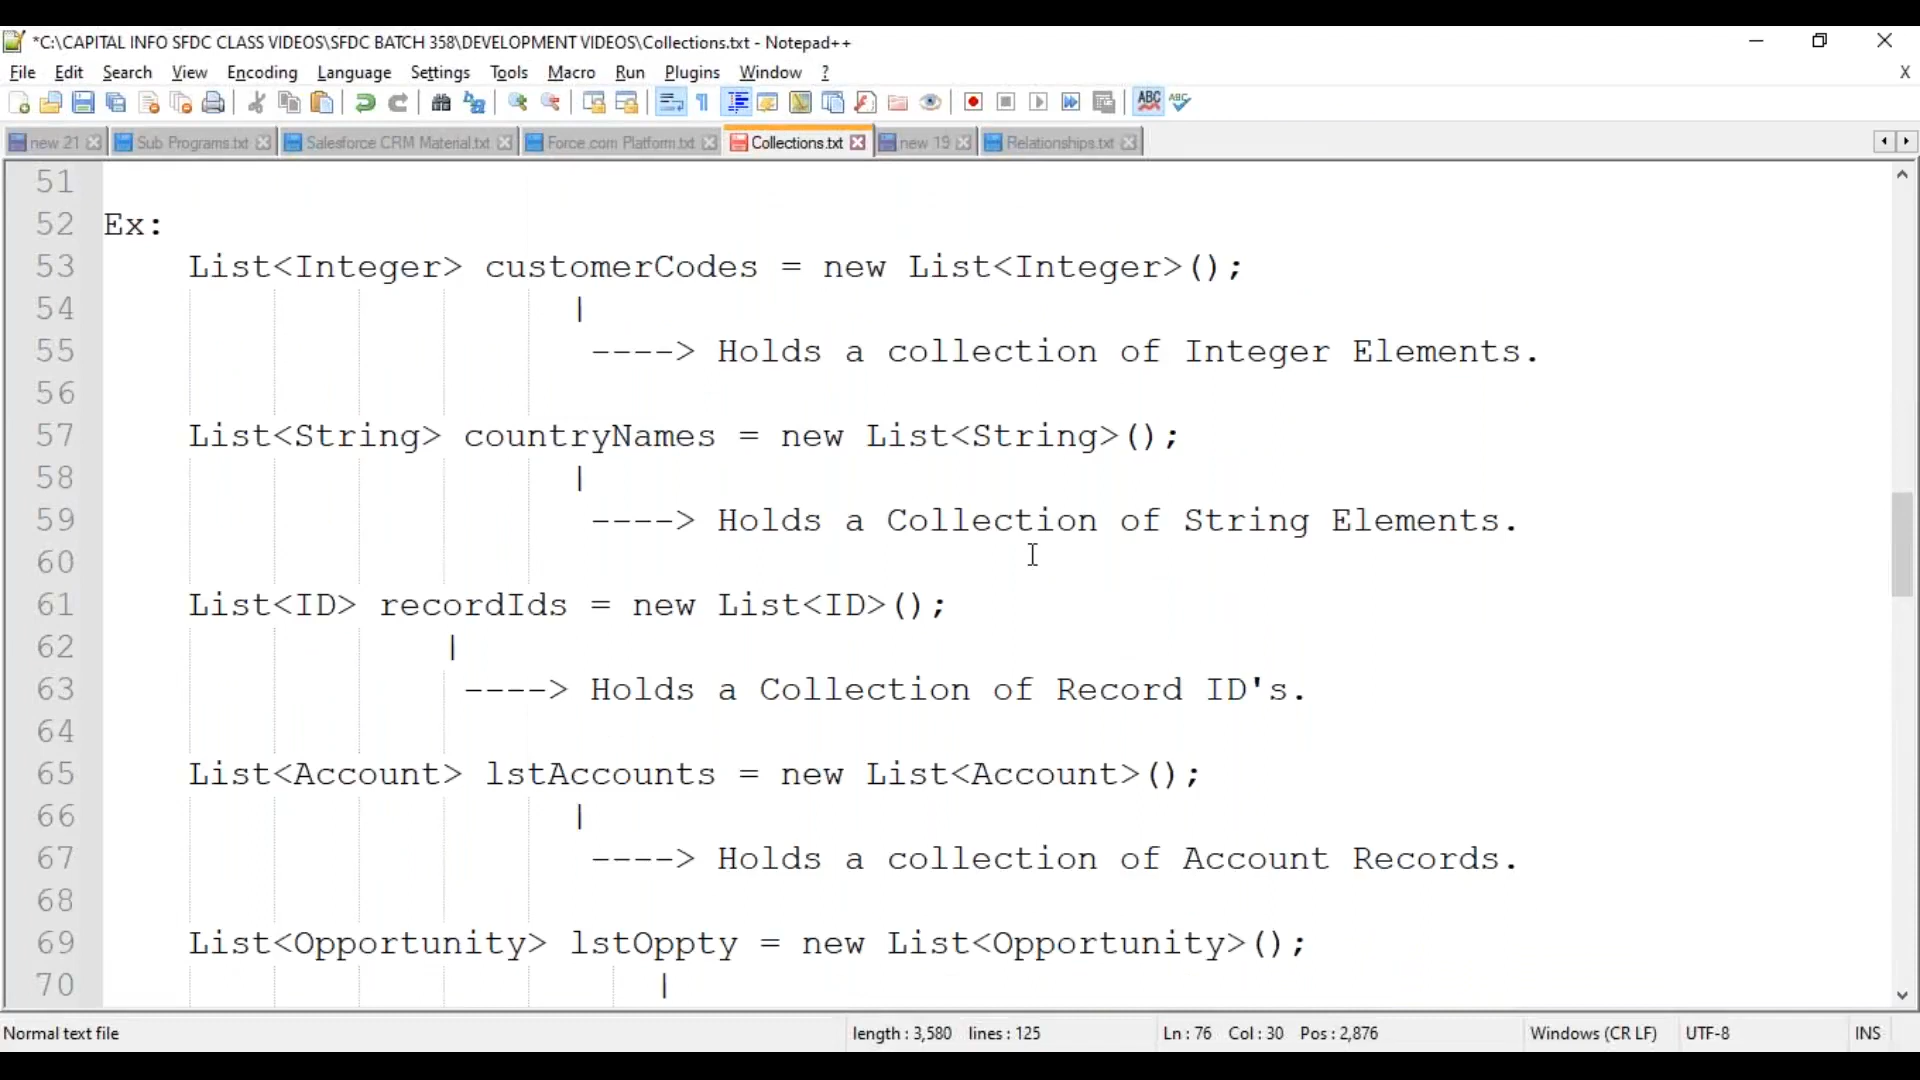 *C:\CAPITAL INFO SFDC CLASS VIDEOS\SFDC BATCH 358\DEVELOPMENT VIDEOS\Collections.txt - Notepad++
File Edit Search View Encoding Language Settings Tools Macro Run Plugins Window ? X
ABC ABC
new 21 Sub Programs.txt Salesforce CRM Material.txt Force.com Platform.txt Collections.txt new 19 Relationships.txt
51
52 Ex:
53 List<Integer> customerCodes = new List<Integer>();
54 |
55 ----> Holds a collection of Integer Elements.
56
57 List<String> countryNames = new List<String>();
58 |
59 ----> Holds a Collection of String Elements.
60
61 List<ID> recordIds = new List<ID>();
62 |
63 ----> Holds a Collection of Record ID's.
64
65 List<Account> lstAccounts = new List<Account>();
66 |
67 ----> Holds a collection of Account Records.
68
69 List<Opportunity> lstOppty = new List<Opportunity>();
70 |
Normal text file length : 3,580 lines : 125 Ln : 76 Col : 30 Pos : 2,876 Windows (CR LF) UTF-8 INS